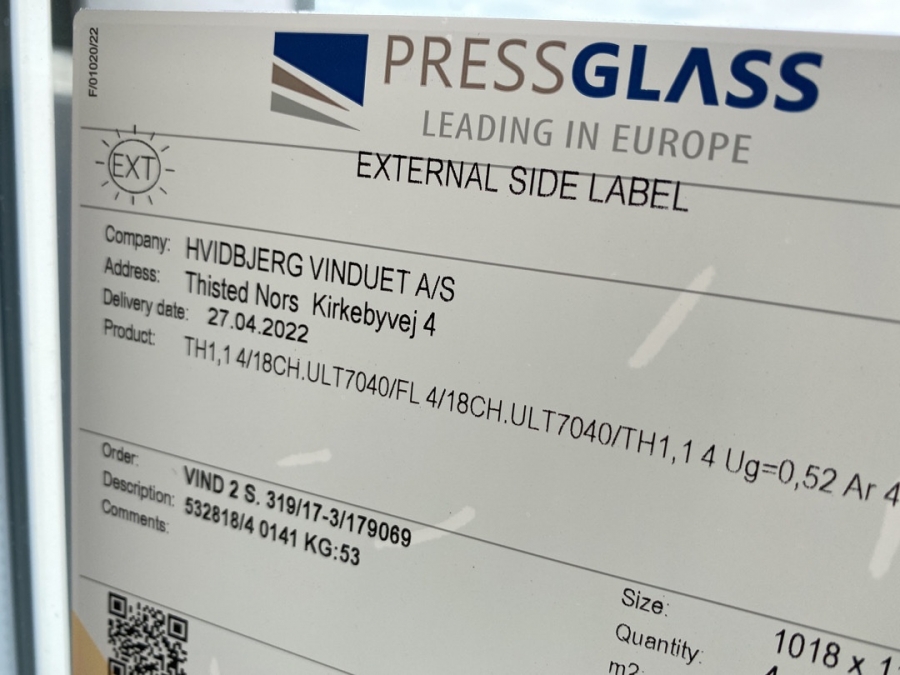 F/01020/22
PRESSGLASS
LEADING IN EUROPE
EXT
EXTERNAL SIDE LABEL
Company: HVIDBJERG VINDUET A/S
Address: Thisted Nors Kirkebyvej 4
Delivery date: 27.04.2022
Product: TH1,1 4/18CH.ULT7040/FL 4/18CH.ULT7040/TH1,1 4 Ug=0,52 Ar 4
Order: VIND 2 S. 319/17-3/179069
Description: 532818/4 0141 KG:53
Comments:
Size: 1018 x
Quantity:
m2: